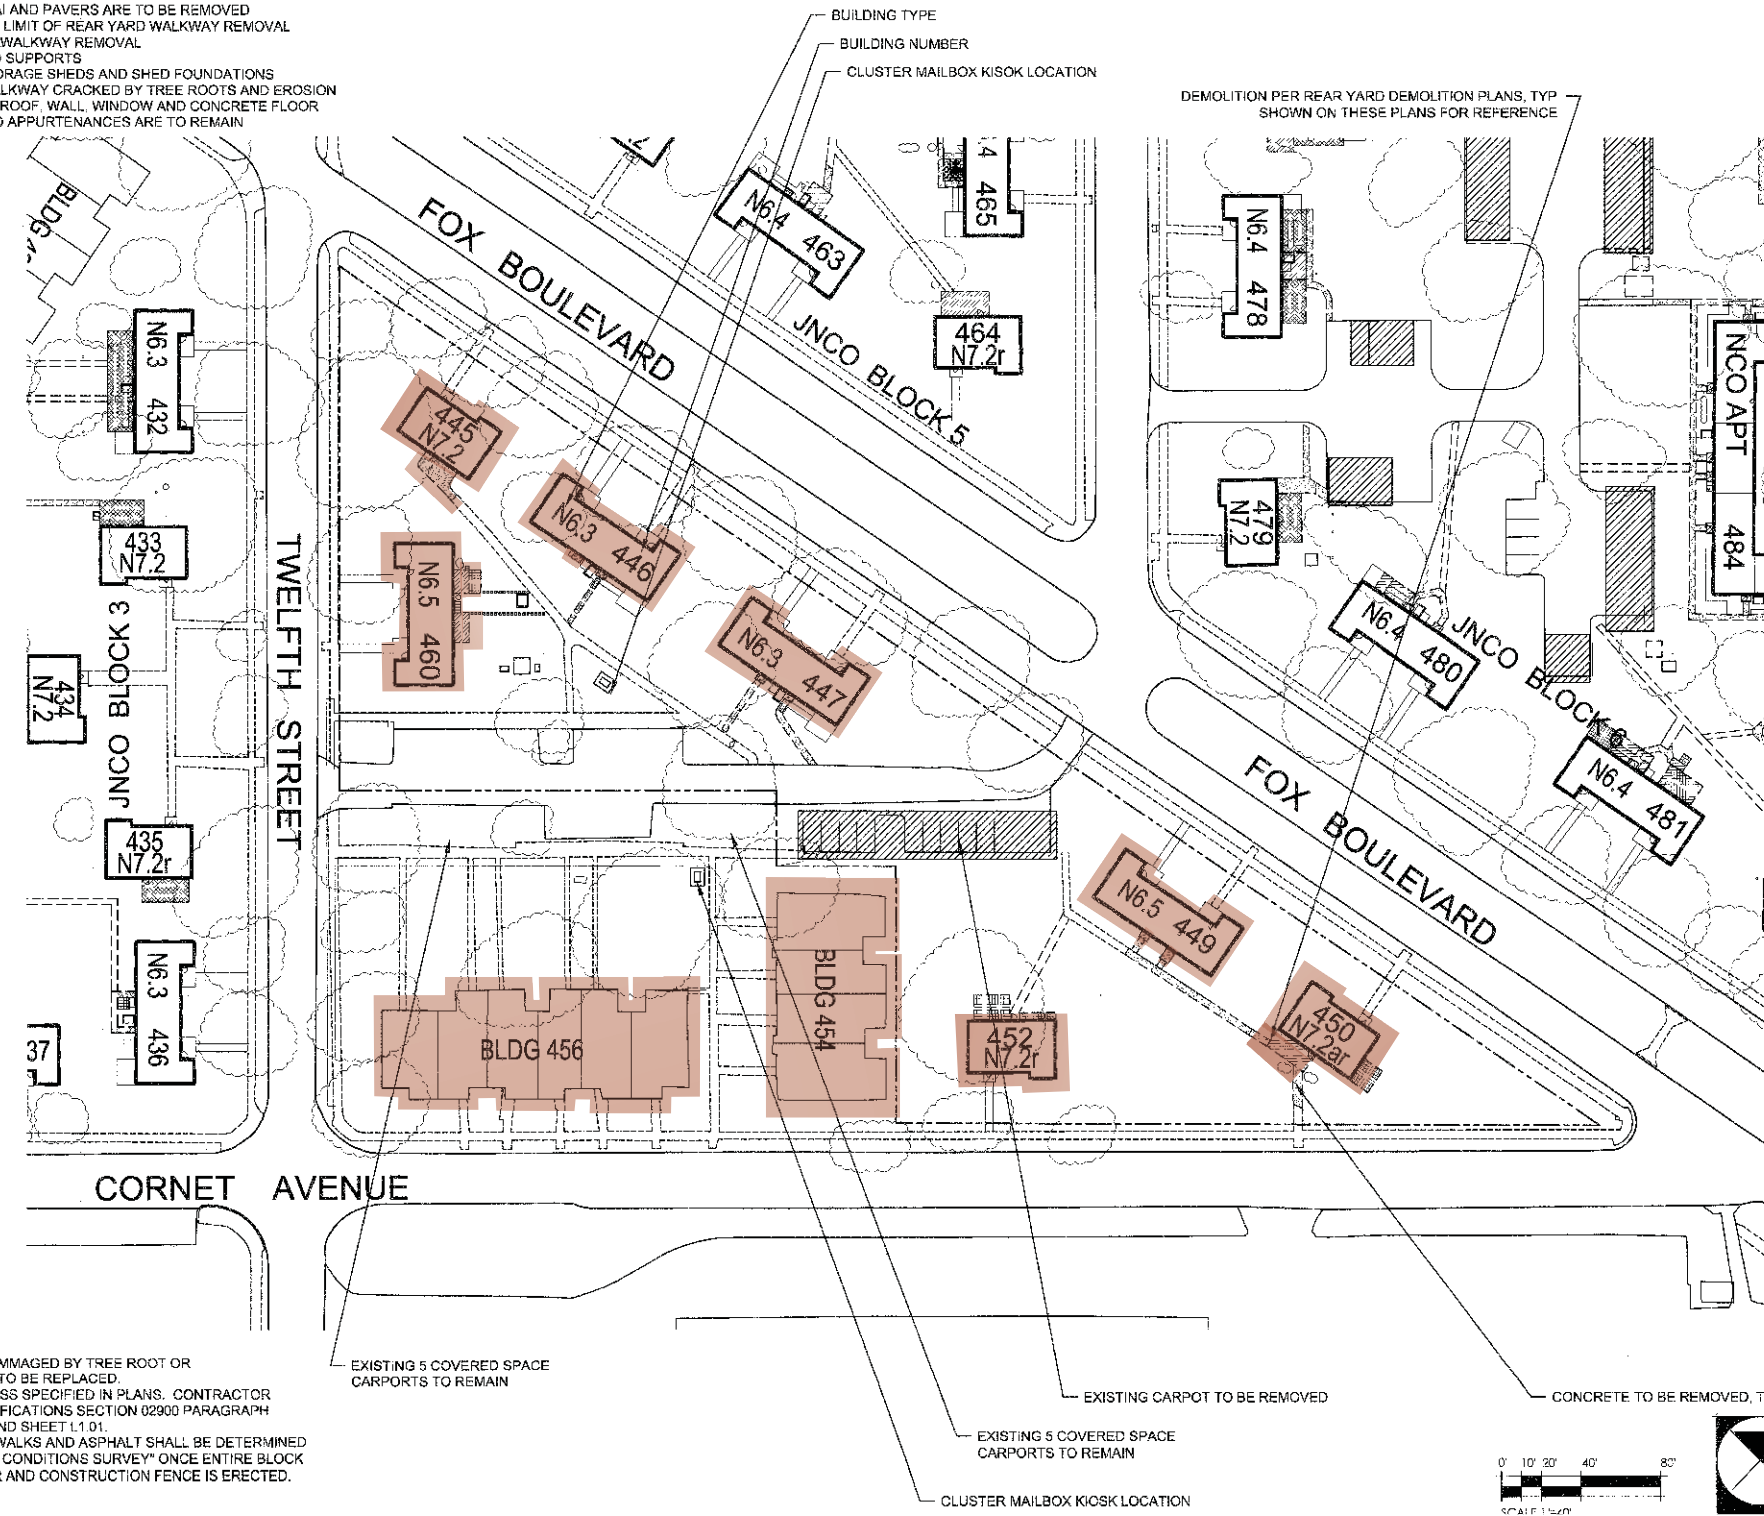 AND PAVERS ARE TO BE REMOVED
LIMIT OF REAR YARD WALKWAY REMOVAL
WALKWAY REMOVAL
SUPPORTS
SHEDS AND SHED FOUNDATIONS
CRACKED BY TREE ROOTS AND EROSION
ROOF, WALL, WINDOW AND CONCRETE FLOOR
APPURTENANCES ARE TO REMAIN
BUILDING TYPE
BUILDING NUMBER
CLUSTER MAILBOX KISOK LOCATION
DEMOLITION PER REAR YARD DEMOLITION PLANS, TYP
SHOWN ON THESE PLANS FOR REFERENCE
BLDG
FOX BOULEVARD
N6.4 463
465
N6.4 478
JNCO BLOCK 5
464
N7.2r
N6.3 432
445
N7.2
N6.3 446
NCO APT
484
479
N7.2
433
N7.2
TWELFTH STREET
N6.5 460
N6.3 447
N6.4 480
JNCO BLOCK 6
434
N7.2
JNCO BLOCK 3
FOX BOULEVARD
N6.4 481
435
N7.2r
N6.5 449
BLDG 454
N6.3 436
37
BLDG 456
452
N7.2r
450
N7.2ar
CORNET AVENUE
EXISTING 5 COVERED SPACE
CARPORTS TO REMAIN
EXISTING CARPOT TO BE REMOVED
CONCRETE TO BE REMOVED, T
EXISTING 5 COVERED SPACE
CARPORTS TO REMAIN
CLUSTER MAILBOX KIOSK LOCATION
BY TREE ROOT OR
TO BE REPLACED.
SPECIFIED IN PLANS. CONTRACTOR
SECTION 02900 PARAGRAPH
SHEET L1.01.
WALKS AND ASPHALT SHALL BE DETERMINED
CONDITIONS SURVEY" ONCE ENTIRE BLOCK
AND CONSTRUCTION FENCE IS ERECTED.
0' 10' 20' 40' 80'
SCALE 1"=40'